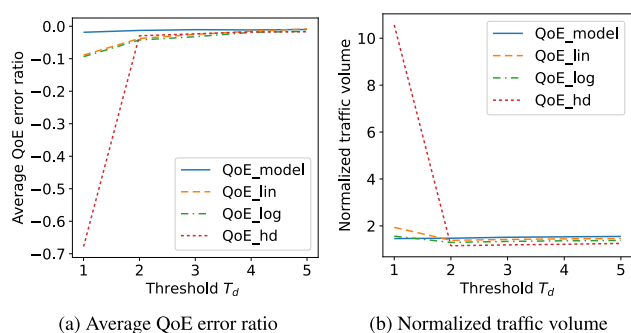 0.0
−0.1
−0.2
−0.3
−0.4
−0.5
−0.6
−0.7
Average QoE error ratio
QoE_model
QoE_lin
QoE_log
QoE_hd
1 2 3 4 5
Threshold T_d
(a) Average QoE error ratio
10
8
6
4
2
Normalized traffic volume
QoE_model
QoE_lin
QoE_log
QoE_hd
1 2 3 4 5
Threshold T_d
(b) Normalized traffic volume